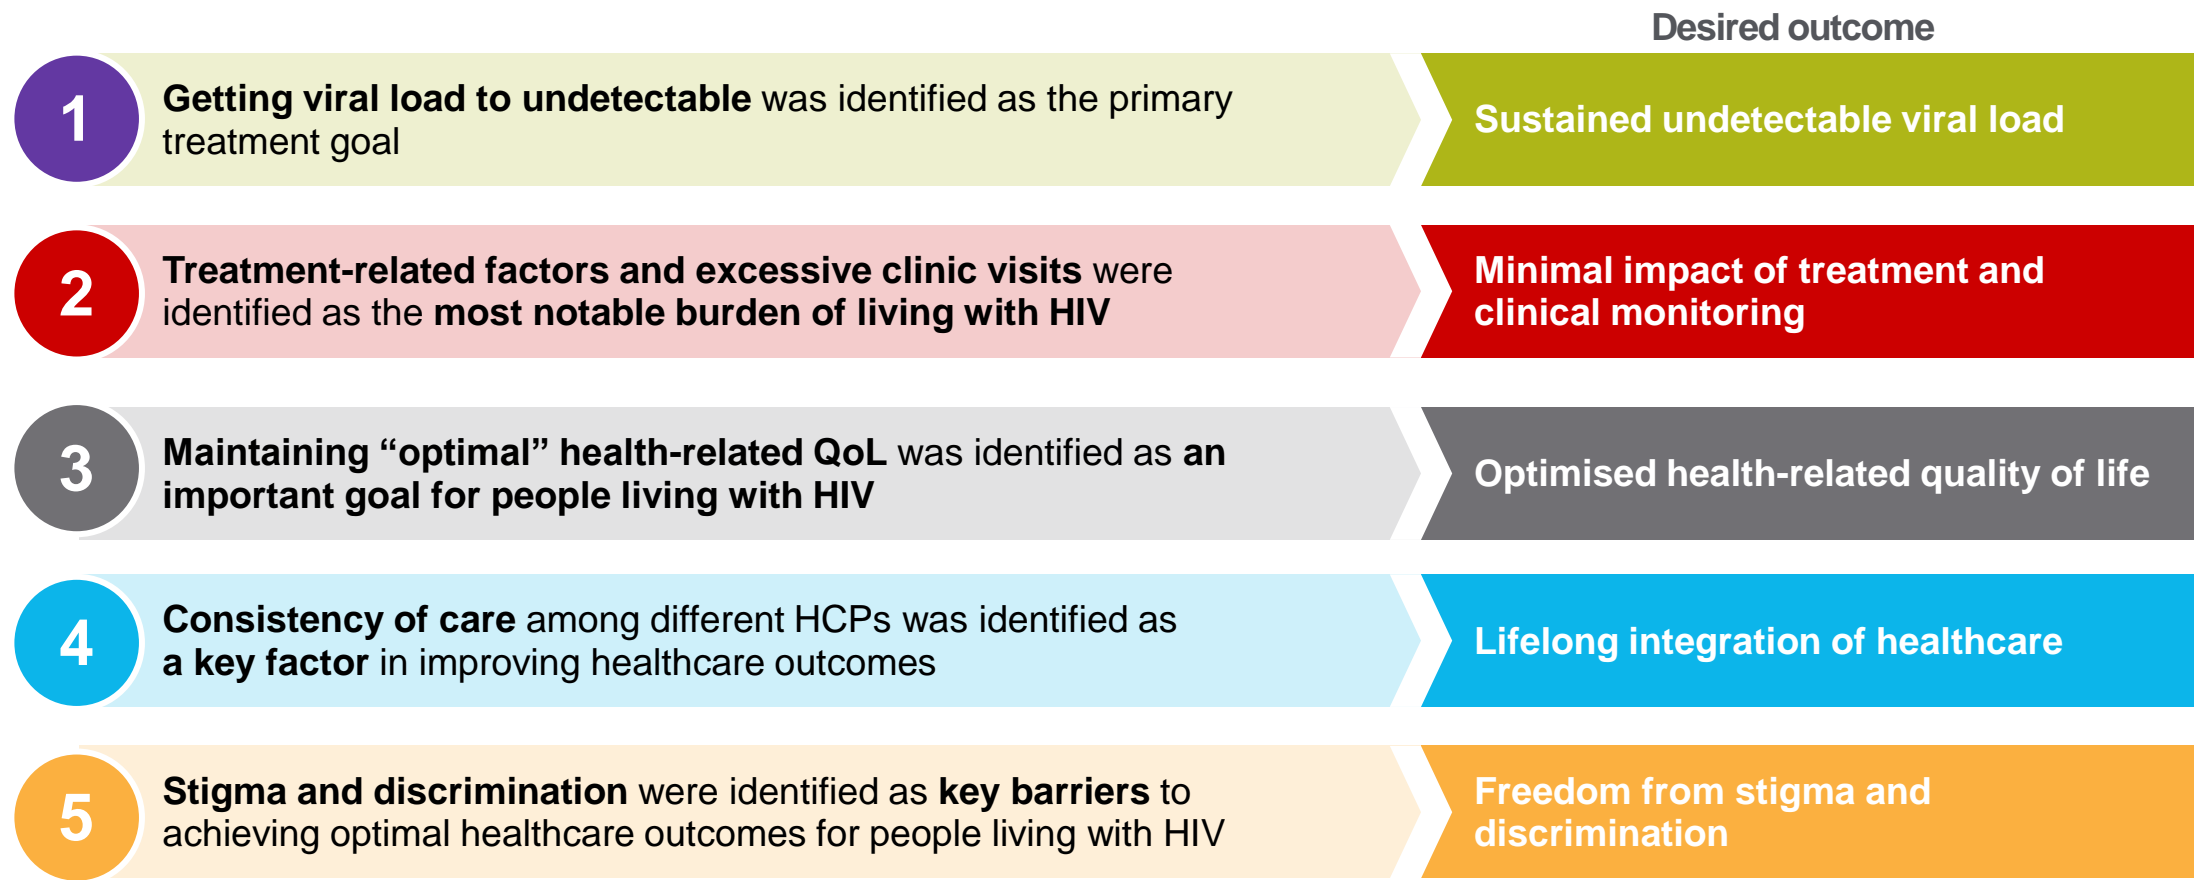 Desired outcome
1
Getting viral load to undetectable was identified as the primary
treatment goal
Sustained undetectable viral load
2
Treatment-related factors and excessive clinic visits were
identified as the most notable burden of living with HIV
Minimal impact of treatment and
clinical monitoring
3
Maintaining “optimal” health-related QoL was identified as an
important goal for people living with HIV
Optimised health-related quality of life
4
Consistency of care among different HCPs was identified as
a key factor in improving healthcare outcomes
Lifelong integration of healthcare
5
Stigma and discrimination were identified as key barriers to
achieving optimal healthcare outcomes for people living with HIV
Freedom from stigma and
discrimination